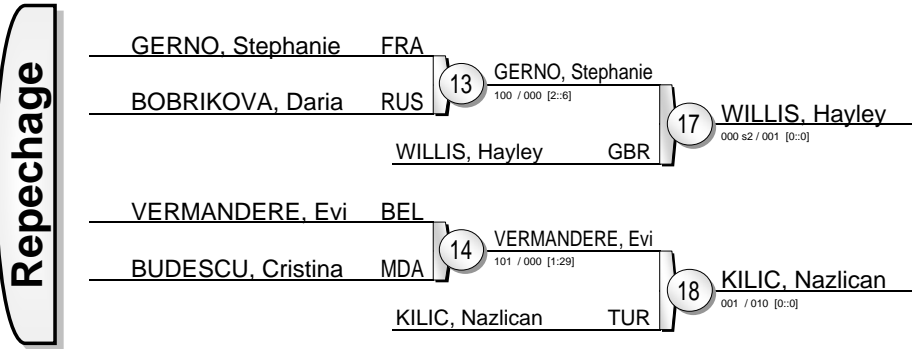 Repechage
GERNO, Stephanie FRA
BOBRIKOVA, Daria RUS
13
GERNO, Stephanie
100 / 000 [2::6]
WILLIS, Hayley GBR
17
WILLIS, Hayley
000 s2 / 001 [0::0]
VERMANDERE, Evi BEL
BUDESCU, Cristina MDA
14
VERMANDERE, Evi
101 / 000 [1:29]
KILIC, Nazlican TUR
18
KILIC, Nazlican
001 / 010 [0::0]